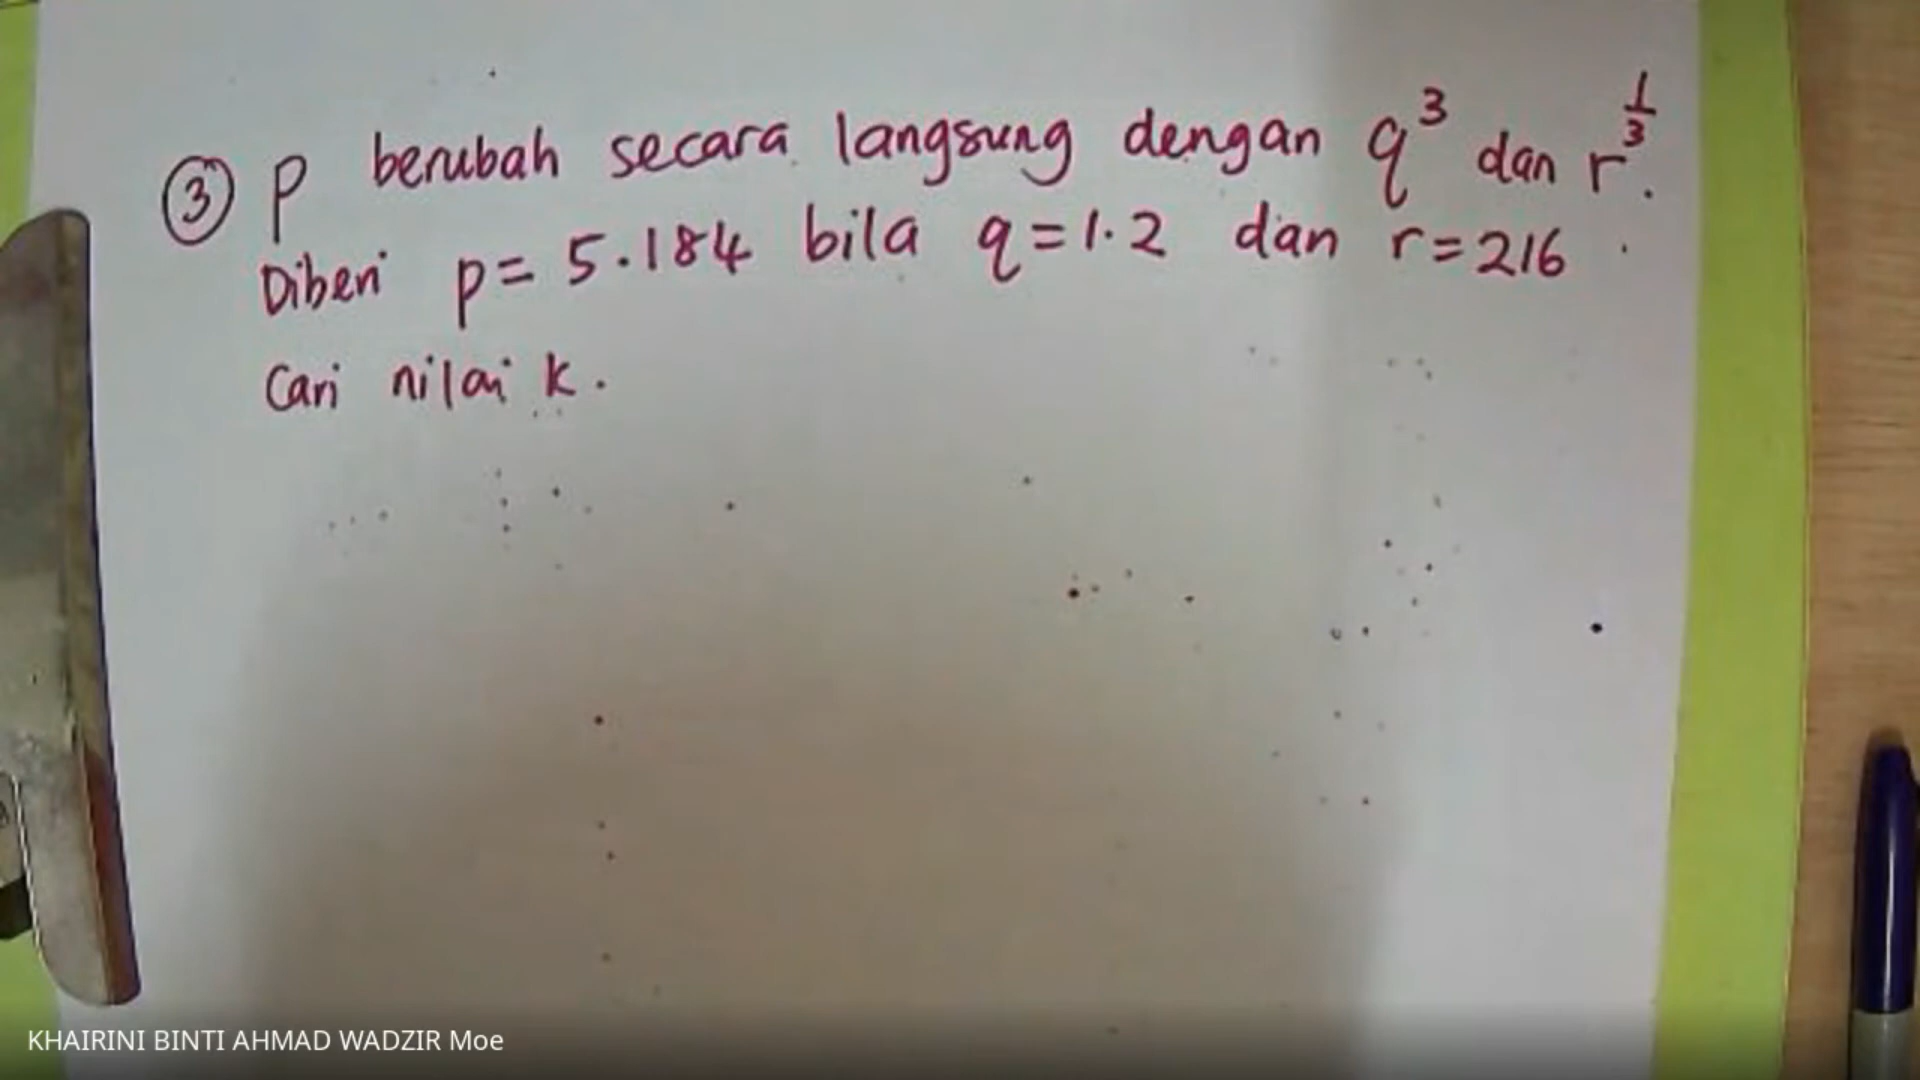 ③ p berubah secara langsung dengan q³ dan r^(1/3).
Diberi p = 5.184 bila q = 1.2 dan r = 216.
Cari nilai k.
KHAIRINI BINTI AHMAD WADZIR Moe